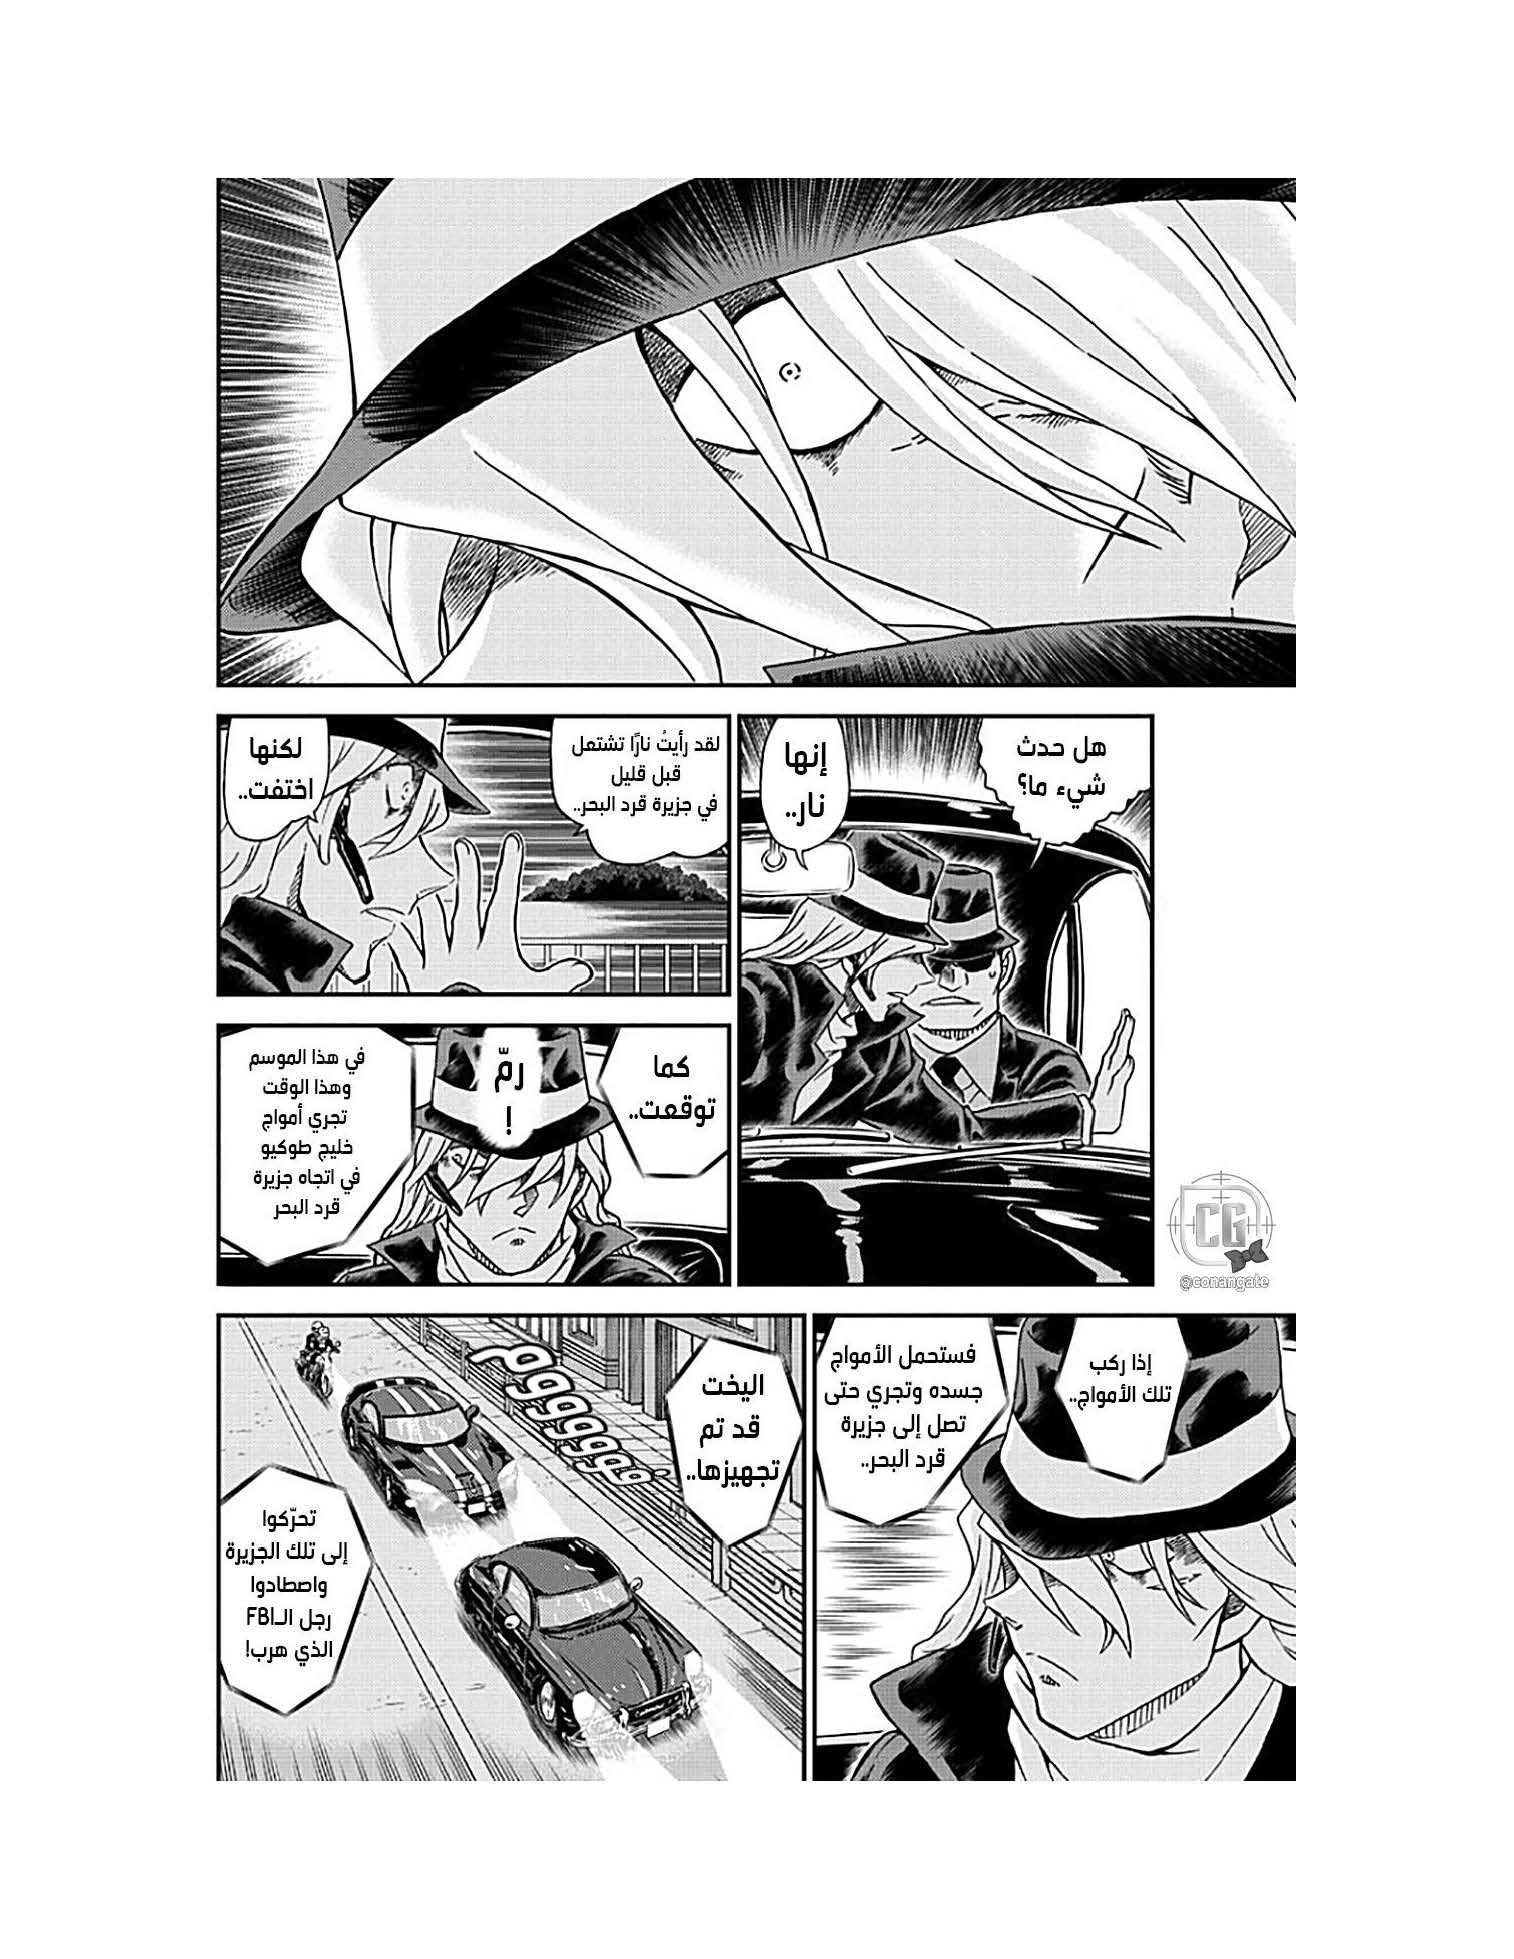 هل حدث
شيء ما؟
إنها
نار..
لقد رأيتُ نارًا تشتعل
قبل قليل
في جزيرة قرد البحر..
لكنها
اختفت..
كما
توقعت..
رمّ
!
في هذا الموسم
وهذا الوقت
تجري أمواج
خليج طوكيو
في اتجاه جزيرة
قرد البحر
CG
@conangate
إذا ركب
تلك الأمواج..
فستحمل الأمواج
جسده وتجري حتى
تصل إلى جزيرة
قرد البحر..
اليخت
قد تم
تجهيزها..
تحرّكوا
إلى تلك الجزيرة
واصطادوا
رجل الـFBI
الذي هرب!